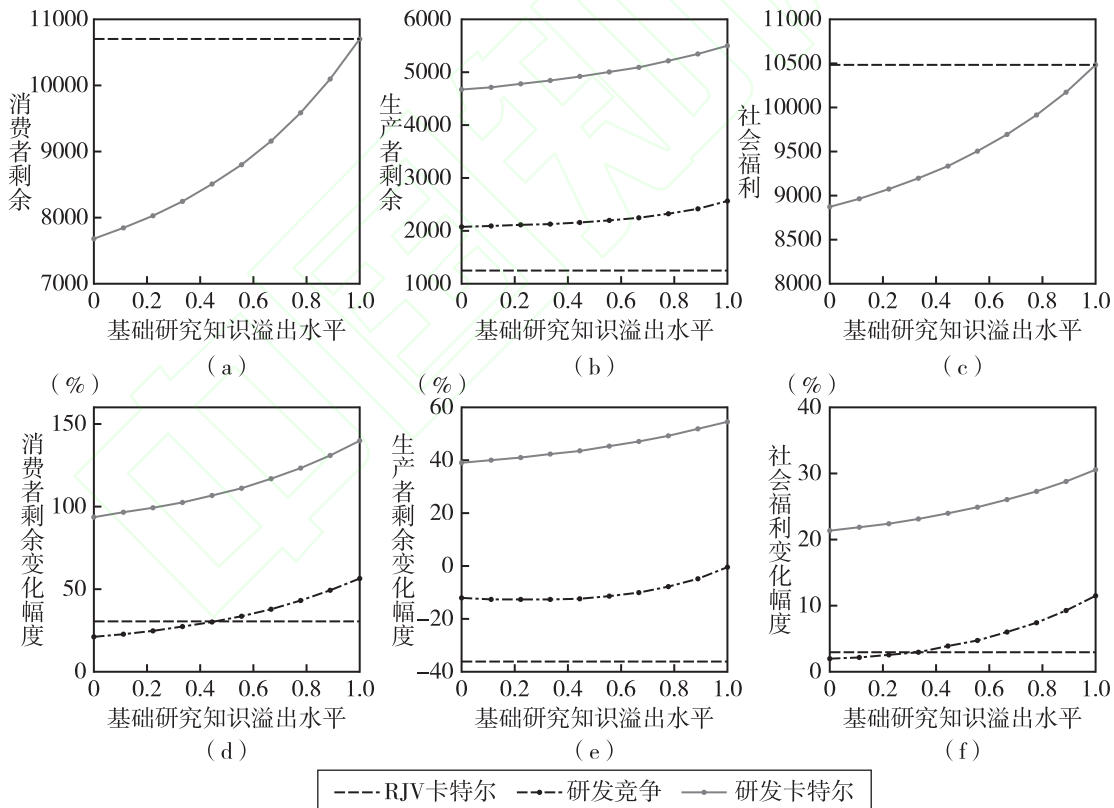 11000
10000
9000
8000
7000
消费者剩余
0 0.2 0.4 0.6 0.8 1.0
基础研究知识溢出水平
(a)
6000
5000
4000
3000
2000
1000
生产者剩余
0 0.2 0.4 0.6 0.8 1.0
基础研究知识溢出水平
(b)
11000
10500
10000
9500
9000
8500
8000
社会福利
0 0.2 0.4 0.6 0.8 1.0
基础研究知识溢出水平
(c)
(%)
150
100
50
0
消费者剩余变化幅度
0 0.2 0.4 0.6 0.8 1.0
基础研究知识溢出水平
(d)
(%)
60
40
20
0
-20
-40
生产者剩余变化幅度
0 0.2 0.4 0.6 0.8 1.0
基础研究知识溢出水平
(e)
(%)
40
30
20
10
0
社会福利变化幅度
0 0.2 0.4 0.6 0.8 1.0
基础研究知识溢出水平
(f)
RJV卡特尔 研发竞争 研发卡特尔